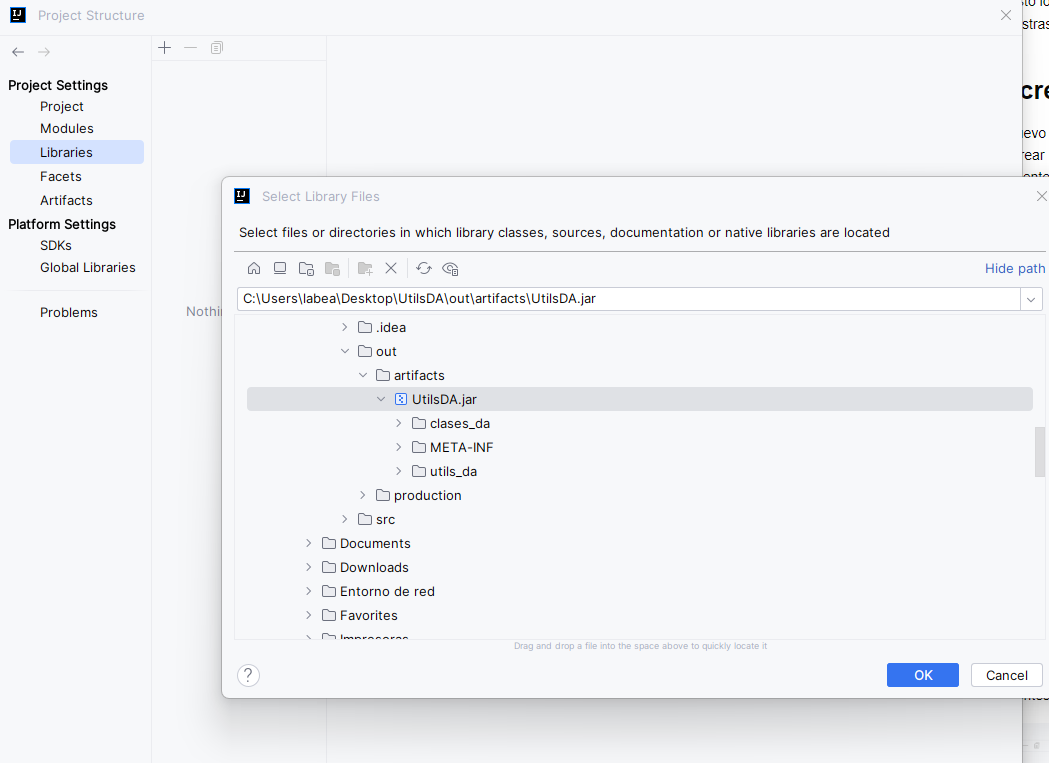 Project Structure
Project Settings
Project
Modules
Libraries
Facets
Artifacts
Platform Settings
SDKs
Global Libraries
Problems
Select Library Files
Select files or directories in which library classes, sources, documentation or native libraries are located
Hide path
C:\Users\labea\Desktop\UtilsDA\out\artifacts\UtilsDA.jar
.idea
out
artifacts
UtilsDA.jar
clases_da
META-INF
utils_da
production
src
Documents
Downloads
Entorno de red
Favorites
Impresoras
Drag and drop a file into the space above to quickly locate it
?
OK
Cancel